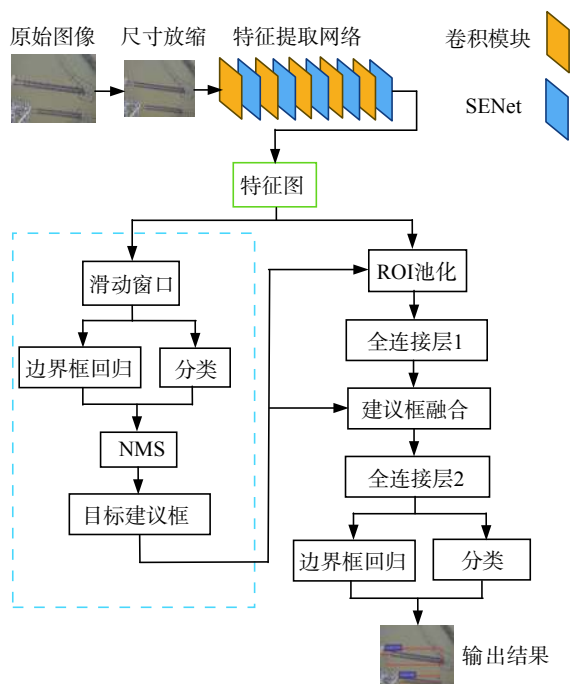 原始图像
尺寸放缩
特征提取网络
卷积模块
SENet
特征图
滑动窗口
边界框回归
分类
NMS
目标建议框
ROI池化
全连接层1
建议框融合
全连接层2
边界框回归
分类
输出结果